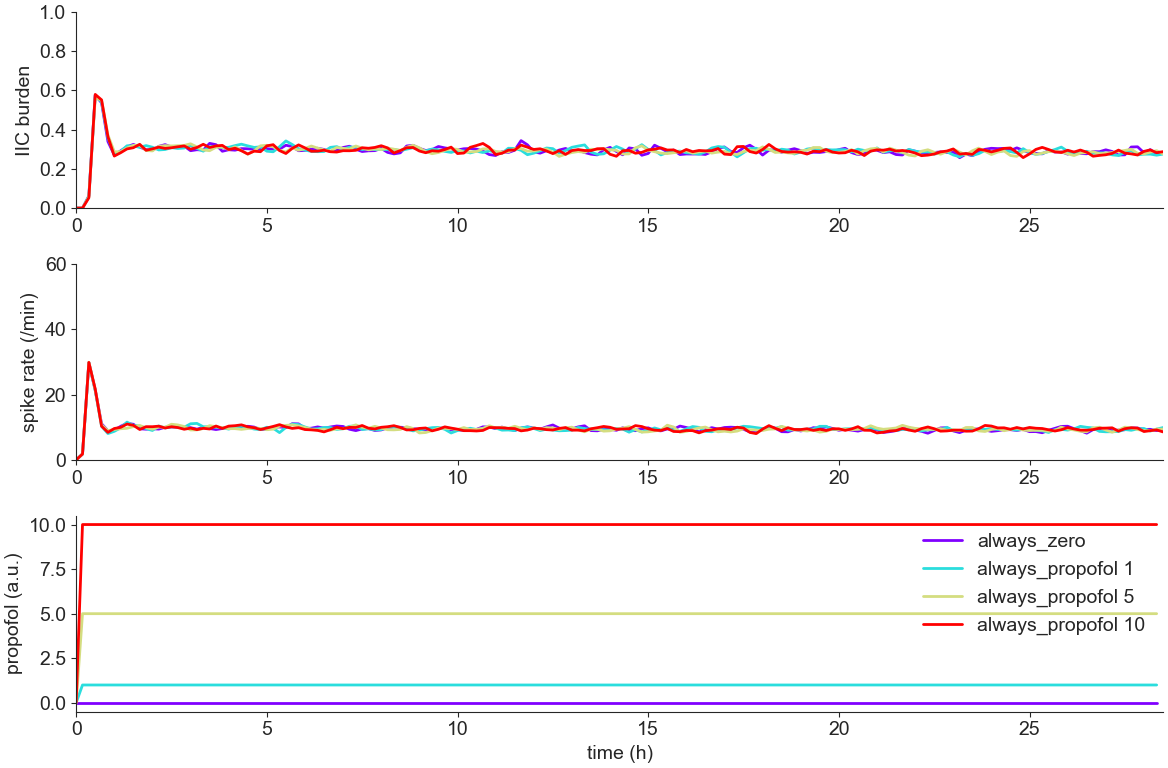 IIC burden
1.0
0.8
0.6
0.4
0.2
0.0
0 5 10 15 20 25
spike rate (/min)
60
40
20
0
0 5 10 15 20 25
propofol (a.u.)
10.0
7.5
5.0
2.5
0.0
always_zero
always_propofol 1
always_propofol 5
always_propofol 10
0 5 10 15 20 25
time (h)